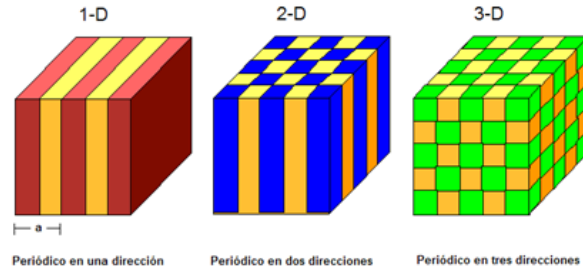 1-D
2-D
3-D
a
Periódico en una dirección
Periódico en dos direcciones
Periódico en tres direcciones